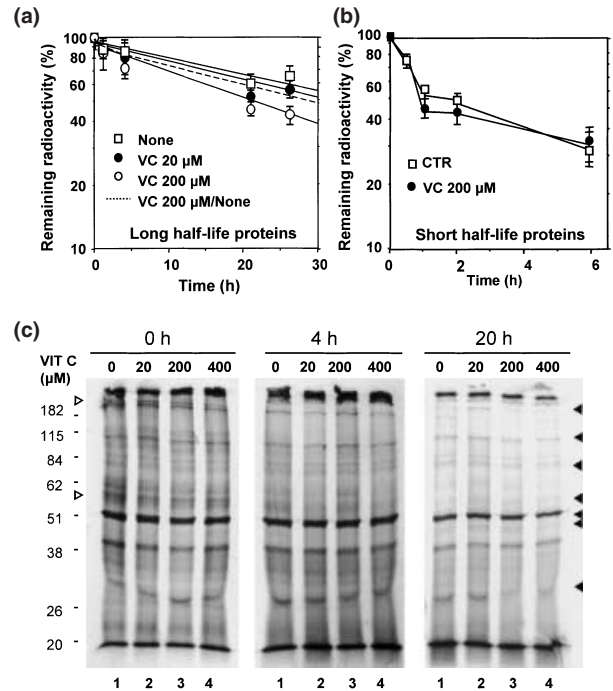 (a)
Remaining radioactivity (%)
100
80
60
40
20
10
None
VC 20 µM
VC 200 µM
VC 200 µM/None
Long half-life proteins
0 10 20 30
Time (h)
(b)
Remaining radioactivity (%)
100
80
60
40
20
10
CTR
VC 200 µM
Short half-life proteins
0 2 4 6
Time (h)
(c)
0 h 4 h 20 h
VIT C 0 20 200 400 0 20 200 400 0 20 200 400
(µM)
182
115
84
62
51
38
26
20
1 2 3 4 1 2 3 4 1 2 3 4